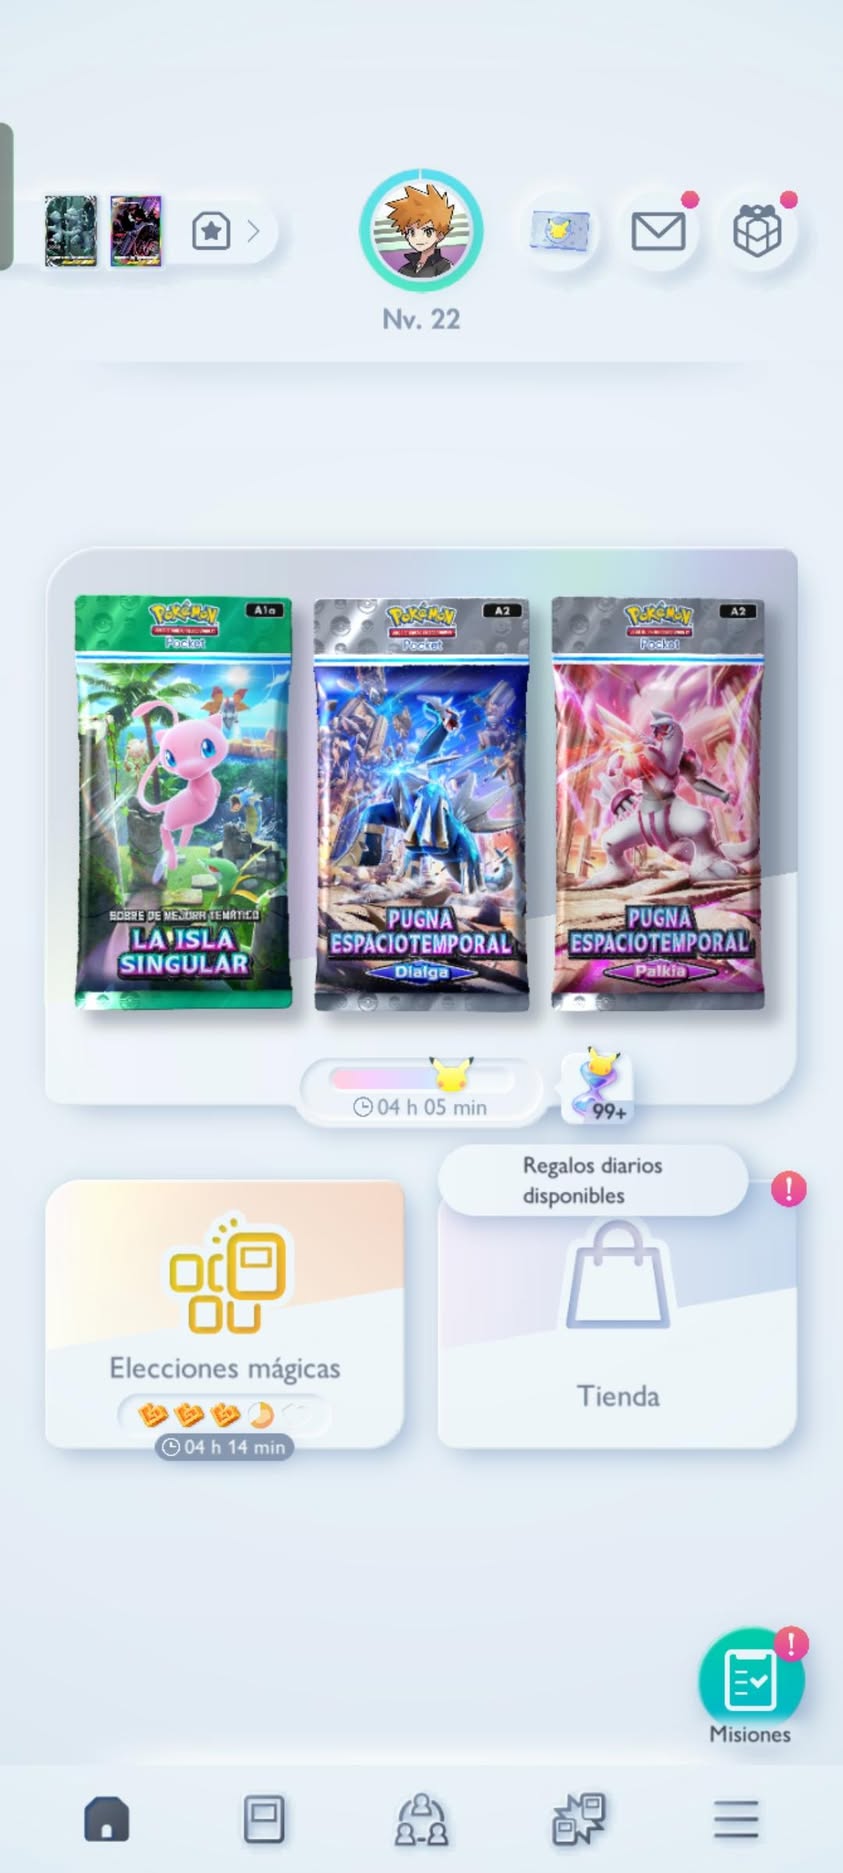 Nv. 22
Pokémon
Pocket
A1a
SOBRE DE MEJORA TEMÁTICO
LA ISLA
SINGULAR
Pokémon
Pocket
A2
PUGNA
ESPACIOTEMPORAL
Dialga
Pokémon
Pocket
A2
PUGNA
ESPACIOTEMPORAL
Palkia
04 h 05 min
99+
Regalos diarios
disponibles
Elecciones mágicas
04 h 14 min
Tienda
Misiones